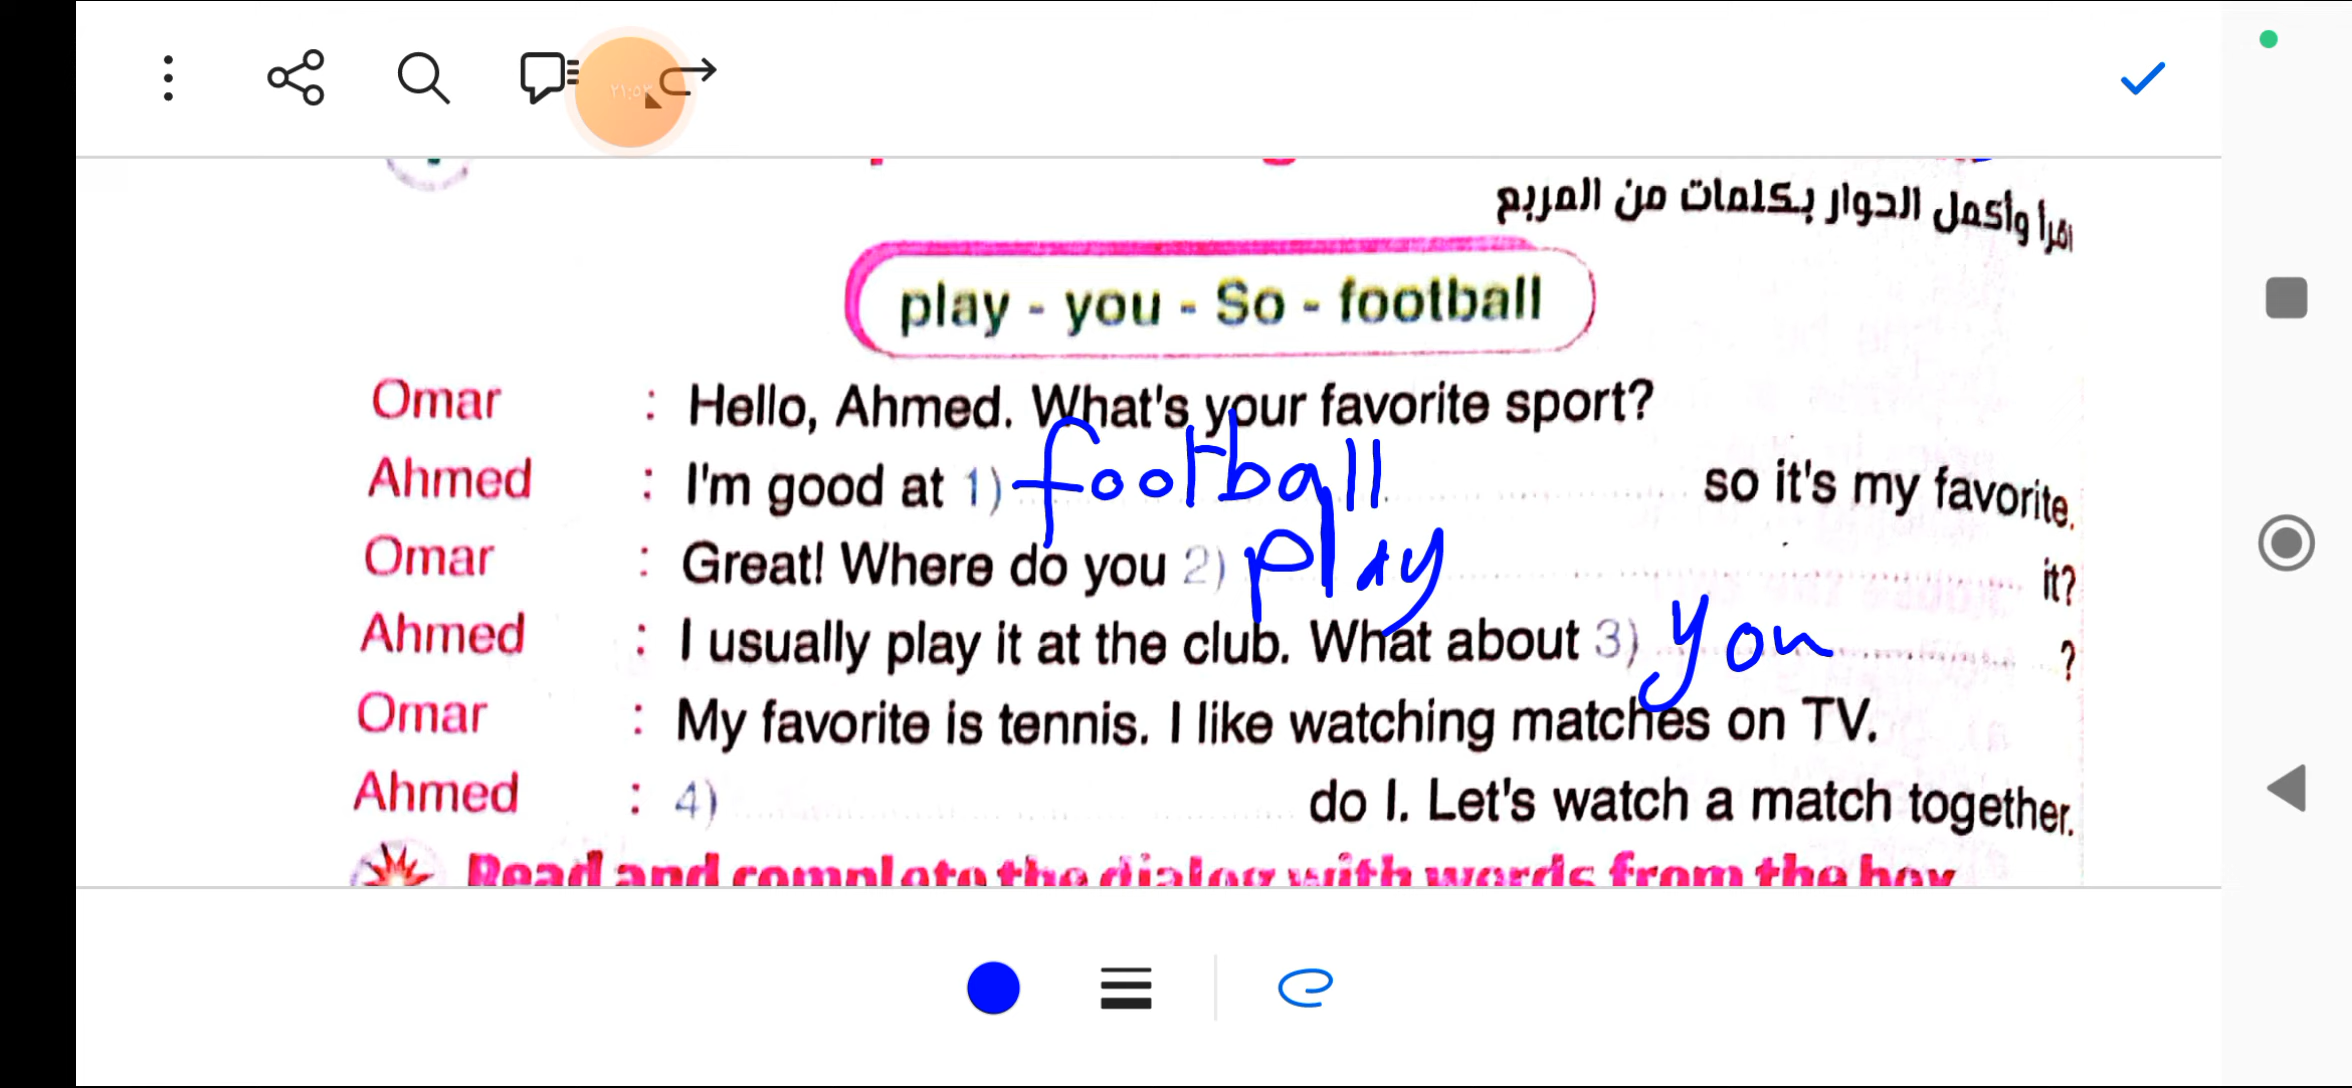 ٢١:٥٢
اقرأ وأكمل الحوار بكلمات من المربع
play - you - So - football
Omar : Hello, Ahmed. What's your favorite sport?
Ahmed : I'm good at 1) football so it's my favorite.
Omar : Great! Where do you 2) play it?
Ahmed : I usually play it at the club. What about 3) you ?
Omar : My favorite is tennis. I like watching matches on TV.
Ahmed : 4) do I. Let's watch a match together.
Read and complete the dialog with words from the box